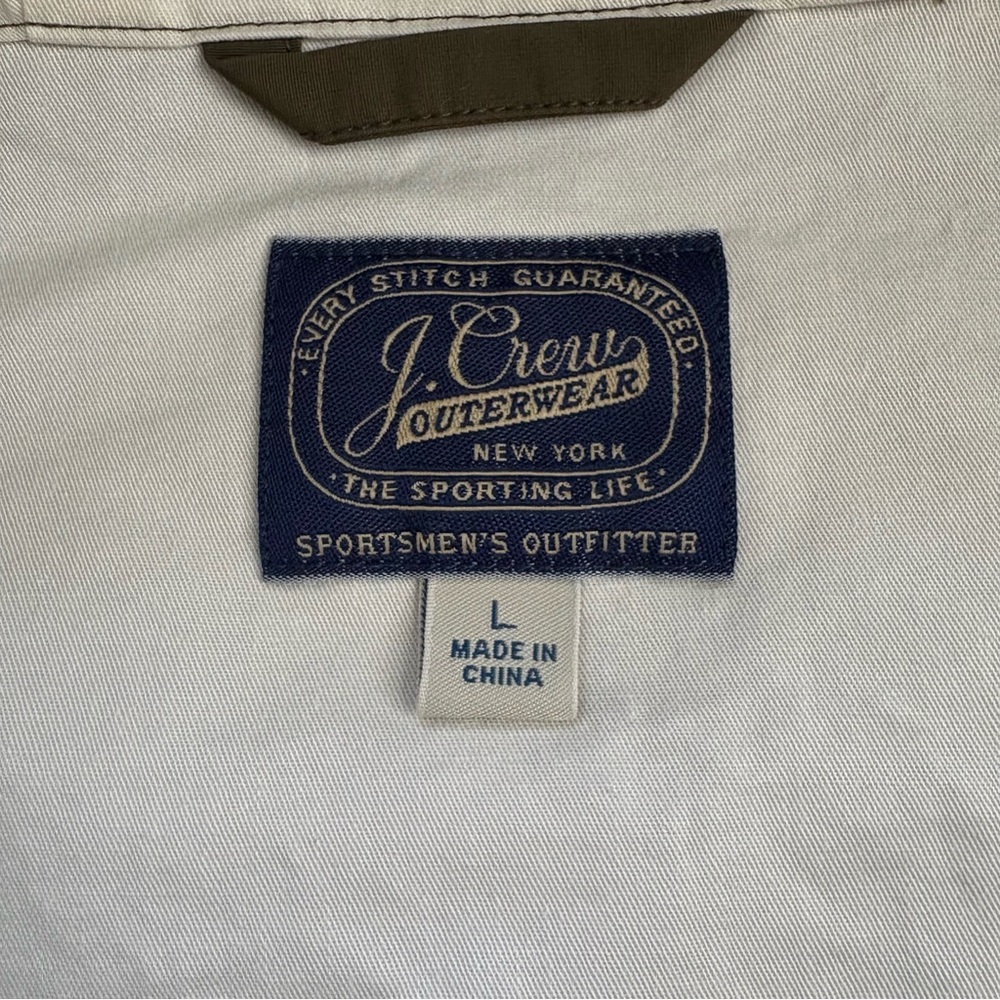 · EVERY STITCH GUARANTEED ·
J. Crew
OUTERWEAR
NEW YORK
· THE SPORTING LIFE ·
SPORTSMEN'S OUTFITTER
L
MADE IN
CHINA